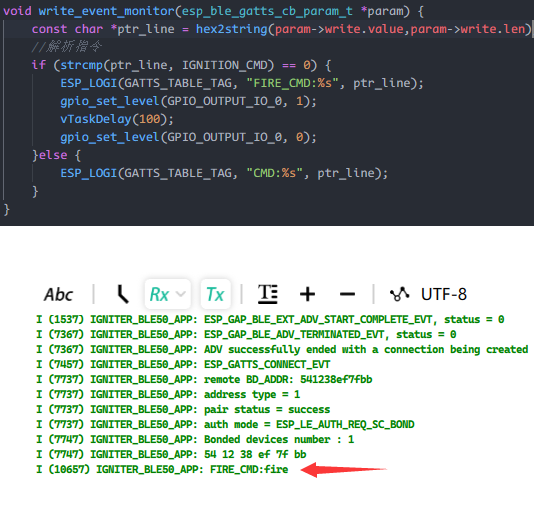 void write_event_monitor(esp_ble_gatts_cb_param_t *param) {
const char *ptr_line = hex2string(param->write.value,param->write.len)
//解析指令
if (strcmp(ptr_line, IGNITION_CMD) == 0) {
ESP_LOGI(GATTS_TABLE_TAG, "FIRE_CMD:%s", ptr_line);
gpio_set_level(GPIO_OUTPUT_IO_0, 1);
vTaskDelay(100);
gpio_set_level(GPIO_OUTPUT_IO_0, 0);
}else {
ESP_LOGI(GATTS_TABLE_TAG, "CMD:%s", ptr_line);
}
}
Abc Rx Tx T UTF-8
I (1537) IGNITER_BLE50_APP: ESP_GAP_BLE_EXT_ADV_START_COMPLETE_EVT, status = 0
I (7367) IGNITER_BLE50_APP: ESP_GAP_BLE_ADV_TERMINATED_EVT, status = 0
I (7367) IGNITER_BLE50_APP: ADV successfully ended with a connection being created
I (7457) IGNITER_BLE50_APP: ESP_GATTS_CONNECT_EVT
I (7737) IGNITER_BLE50_APP: remote BD_ADDR: 541238ef7fbb
I (7737) IGNITER_BLE50_APP: address type = 1
I (7737) IGNITER_BLE50_APP: pair status = success
I (7737) IGNITER_BLE50_APP: auth mode = ESP_LE_AUTH_REQ_SC_BOND
I (7747) IGNITER_BLE50_APP: Bonded devices number : 1
I (7747) IGNITER_BLE50_APP: 54 12 38 ef 7f bb
I (10657) IGNITER_BLE50_APP: FIRE_CMD:fire